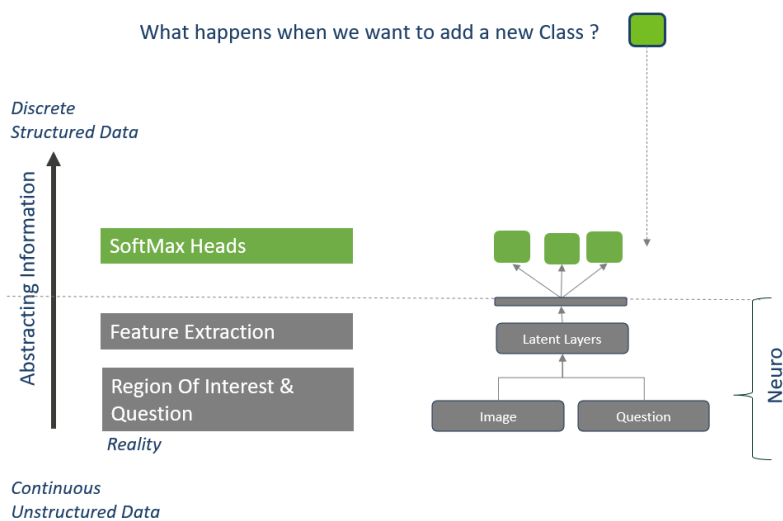 What happens when we want to add a new Class ?
Discrete
Structured Data
Abstracting Information
SoftMax Heads
Feature Extraction
Latent Layers
Region Of Interest &
Question
Image
Question
Neuro
Reality
Continuous
Unstructured Data